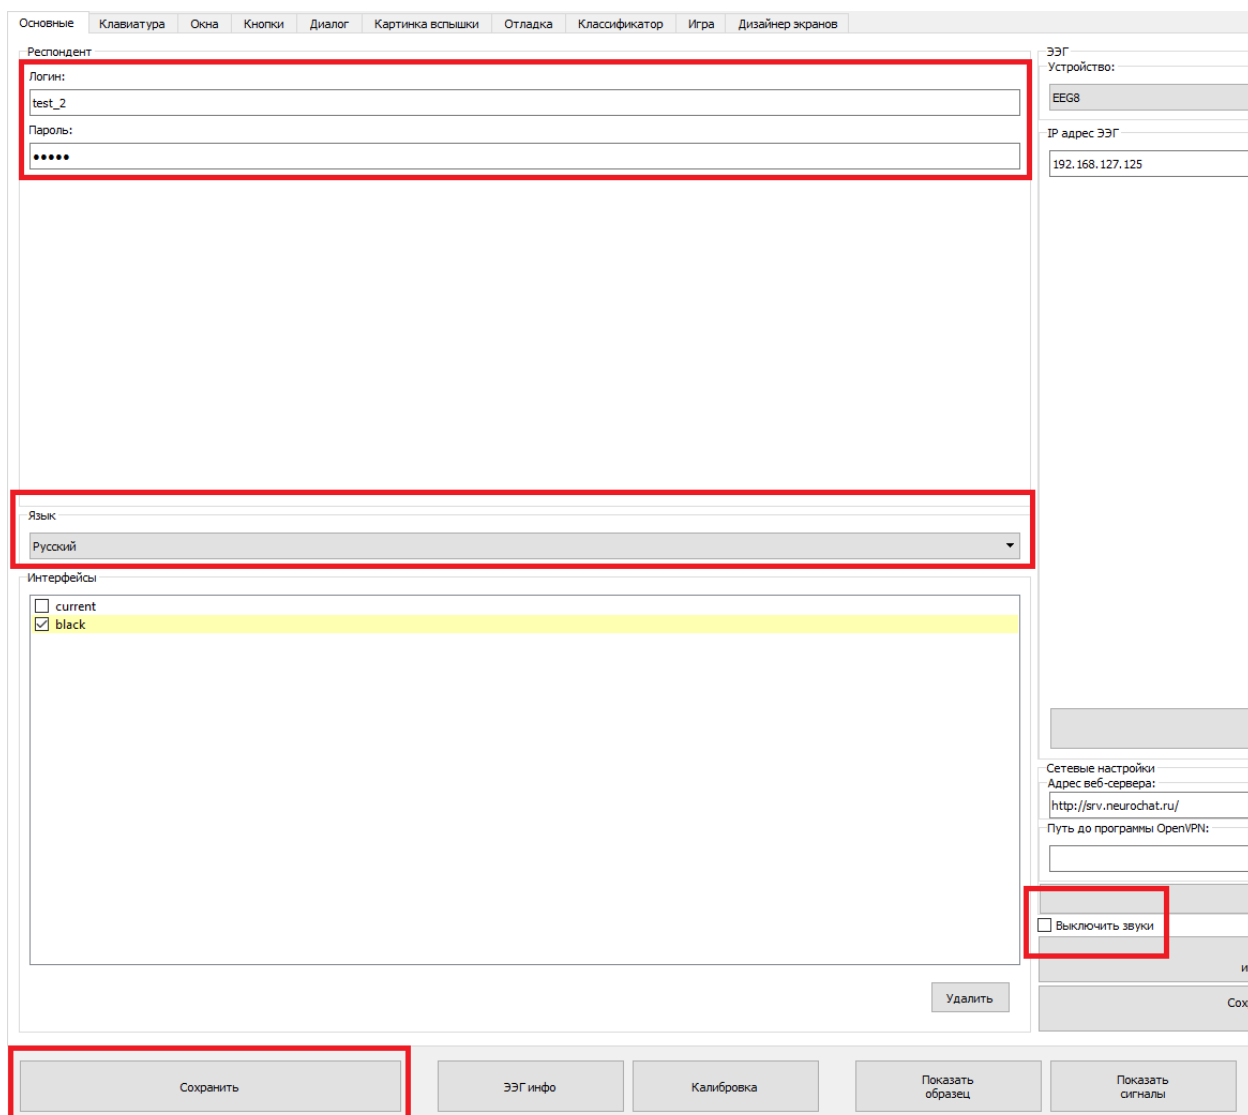 Основные Клавиатура Окна Кнопки Диалог Картинка вспышки Отладка Классификатор Игра Дизайнер экранов
Респондент
Логин:
test_2
Пароль:
•••••
ЭЭГ
Устройство:
EEG8
IP адрес ЭЭГ
192.168.127.125
Язык
Русский
Интерфейсы
current
black
Удалить
Сетевые настройки
Адрес веб-сервера:
http://srv.neurochat.ru/
Путь до программы OpenVPN:
Выключить звуки
и
Сох
Сохранить
ЭЭГ инфо
Калибровка
Показать
образец
Показать
сигналы